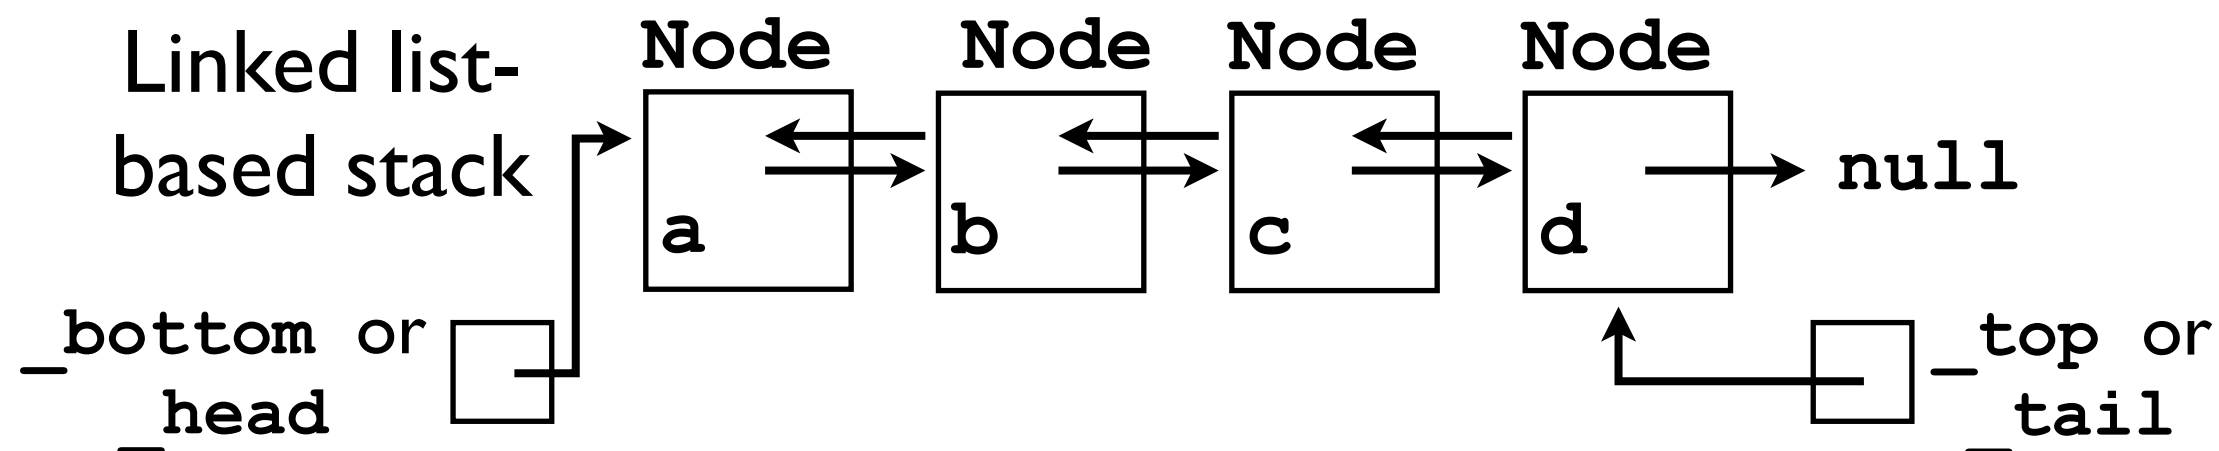 Linked list-
based stack
Node Node Node Node
a b c d
null
_bottom or
_head
_top or
_tail